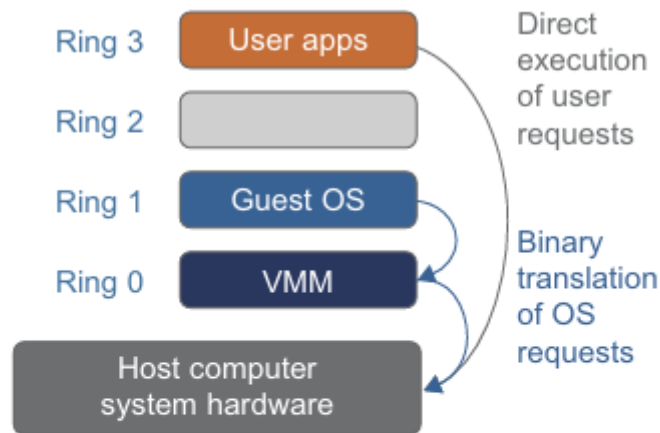 Ring 3
User apps
Direct
execution
of user
requests
Ring 2
Ring 1
Guest OS
Binary
translation
of OS
requests
Ring 0
VMM
Host computer
system hardware